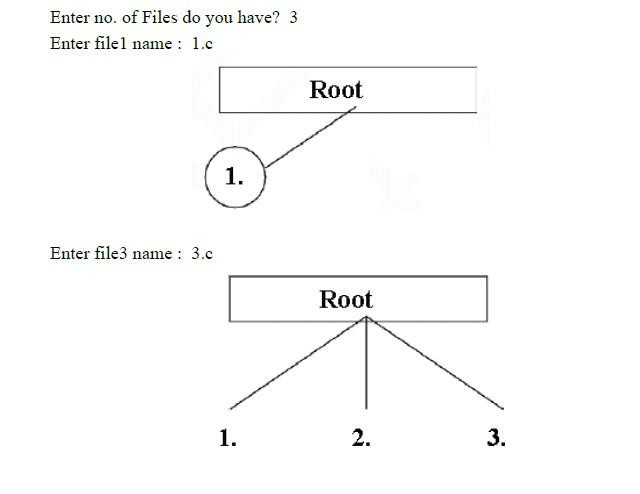 Enter no. of Files do you have? 3
Enter file1 name : 1.c
Root
1.
Enter file3 name : 3.c
Root
1. 2. 3.